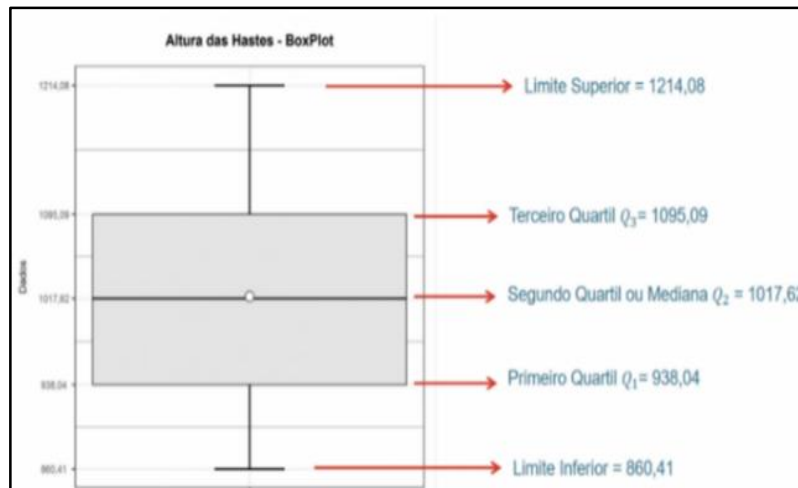 Altura das Hastes - BoxPlot
1214,08
Limite Superior = 1214,08
1095,09
Terceiro Quartil Q₃= 1095,09
Dados
1017,62
Segundo Quartil ou Mediana Q₂ = 1017,62
938,04
Primeiro Quartil Q₁= 938,04
860,41
Limite Inferior = 860,41